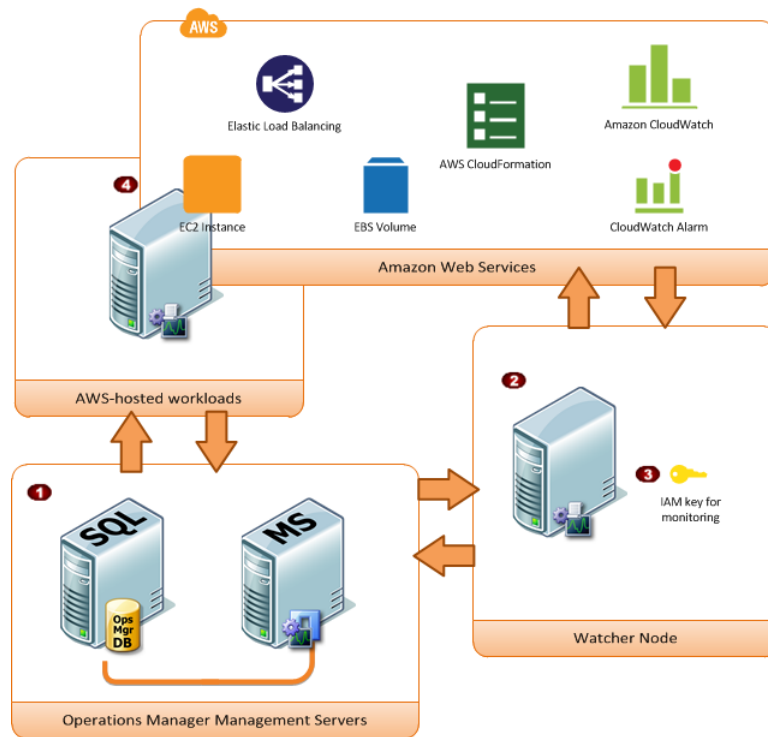 AWS
Elastic Load Balancing
AWS CloudFormation
Amazon CloudWatch
4
EC2 Instance
EBS Volume
CloudWatch Alarm
Amazon Web Services
AWS-hosted workloads
2
3
IAM key for
monitoring
Watcher Node
1
SQL
MS
Ops
Mgr
DB
Operations Manager Management Servers